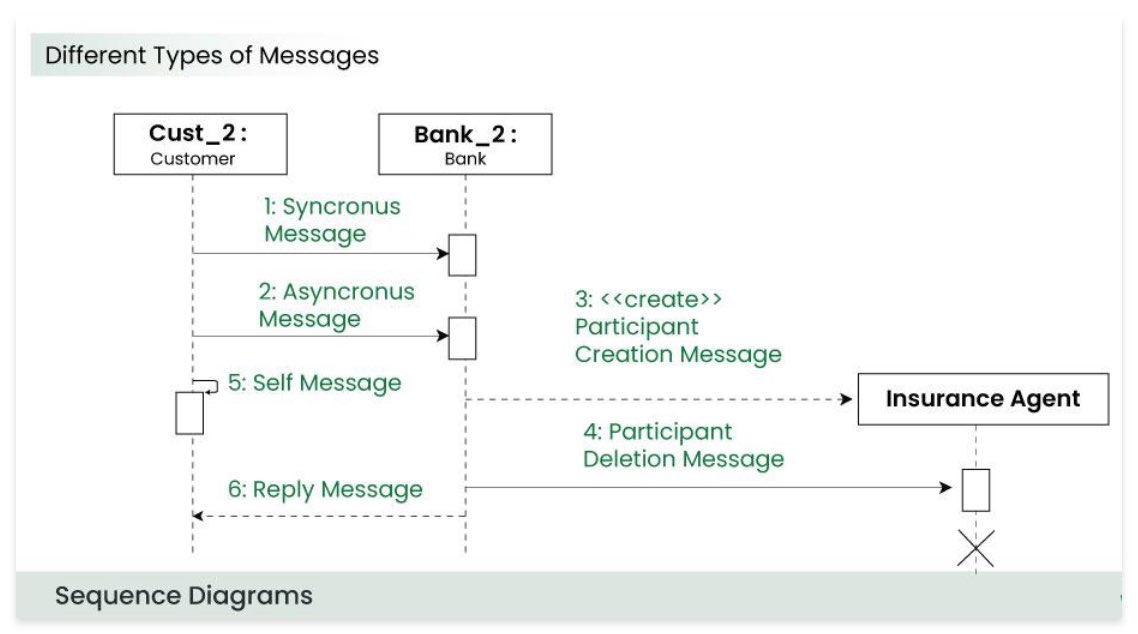 Different Types of Messages
Cust_2:
Customer
Bank_2:
Bank
1: Syncronus
Message
2: Asyncronus
Message
3: <<create>>
Participant
Creation Message
5: Self Message
Insurance Agent
4: Participant
Deletion Message
6: Reply Message
Sequence Diagrams